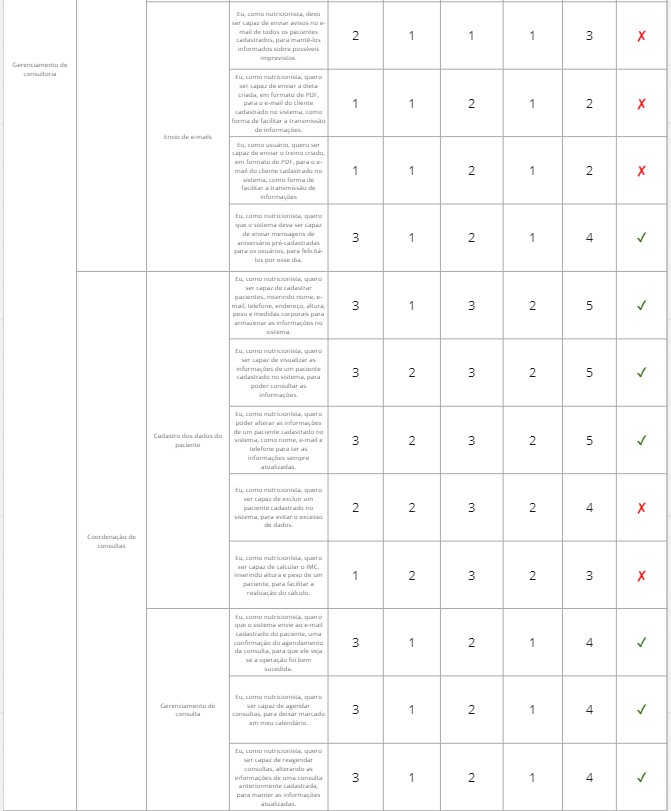 Gerenciamento de
consultoria
Envio de e-mails
Eu, como nutricionista, devo
ser capaz de enviar avisos no e-
mail de todos os pacientes
cadastrados, para mantê-los
informados sobre possíveis
imprevistos.
2 1 1 1 3 ✗
Eu, como nutricionista, quero
ser capaz de enviar a dieta
criada, em formato de PDF,
para o e-mail do cliente
cadastrado no sistema, como
forma de facilitar a transmissão
de informações.
1 1 2 1 2 ✗
Eu, como usuário, quero ser
capaz de enviar o treino criado,
em formato de PDF, para o e-
mail do cliente cadastrado no
sistema, como forma de
facilitar a transmissão de
informações
1 1 2 1 2 ✗
Eu, como nutricionista, quero
que o sistema deva ser capaz
de enviar mensagens de
aniversário pré-cadastradas
para os usuários, para felicitá-
los por esse dia.
3 1 2 1 4 ✓
Coordenação de
consultas
Cadastro dos dados do
paciente
Eu, como nutricionista, quero
ser capaz de cadastrar
pacientes, inserindo nome, e-
mail, telefone, endereço, altura,
peso e medidas corporais para
armazenar as informações no
sistema.
3 1 3 2 5 ✓
Eu, como nutricionista, quero
ser capaz de visualizar as
informações de um paciente
cadastrado no sistema, para
poder consultar as
informações.
3 2 3 2 5 ✓
Eu, como nutricionista, quero
poder alterar as informações
de um paciente cadastrado no
sistema, como nome, e-mail e
telefone para ter as
informações sempre
atualizadas.
3 2 3 2 5 ✓
Eu, como nutricionista, quero
ser capaz de excluir um
paciente cadastrado no
sistema, para evitar o excesso
de dados.
2 2 3 2 4 ✗
Eu, como nutricionista, quero
ser capaz de calcular o IMC,
inserindo altura e peso de um
paciente, para facilitar a
realização do cálculo.
1 2 3 2 3 ✗
Gerenciamento de
consulta
Eu, como nutricionista, quero
que o sistema envie ao e-mail
cadastrado do paciente, uma
confirmação do agendamento
da consulta, para que ele veja
se a operação foi bem
sucedida.
3 1 2 1 4 ✓
Eu, como nutricionista, quero
ser capaz de agendar
consultas, para deixar marcado
em meu calendário.
3 1 2 1 4 ✓
Eu, como nutricionista, quero
ser capaz de reagendar
consultas, alterando as
informações de uma consulta
anteriormente cadastrada,
para manter as informações
atualizadas.
3 1 2 1 4 ✓